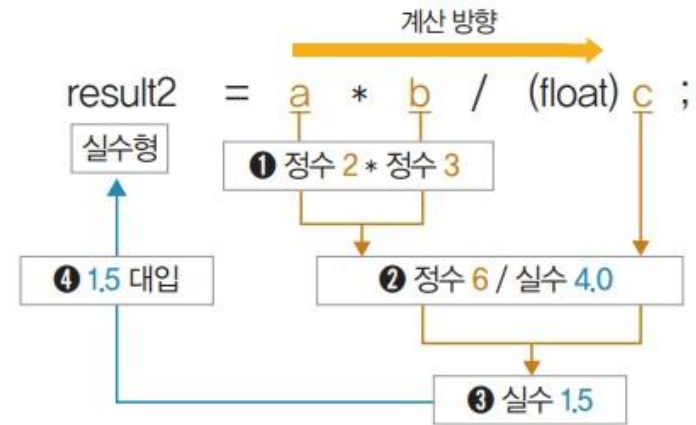 계산 방향
result2 = a * b / (float) c ;
실수형
❶ 정수 2 * 정수 3
❹ 1.5 대입
❷ 정수 6 / 실수 4.0
❸ 실수 1.5